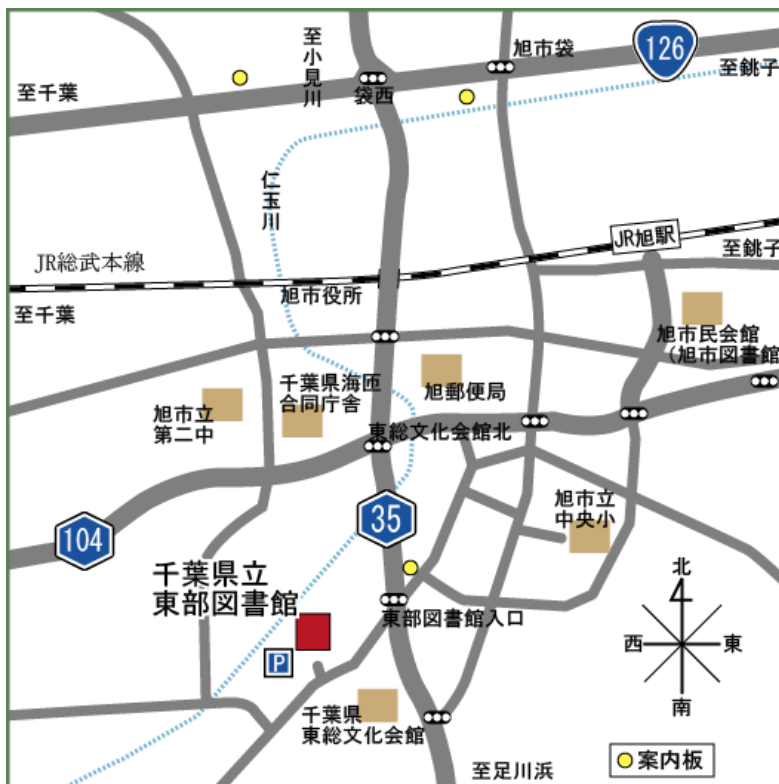 至小見川
旭市袋
126
至千葉
袋西
至銚子
仁玉川
JR旭駅
至銚子
JR総武本線
旭市役所
至千葉
旭市民会館
（旭市図書館
千葉県海匝
合同庁舎
旭郵便局
旭市立
第二中
東総文化会館北
旭市立
中央小
35
104
千葉県立
東部図書館
北
東部図書館入口
西
東
P
南
千葉県
東総文化会館
至足川浜
案内板